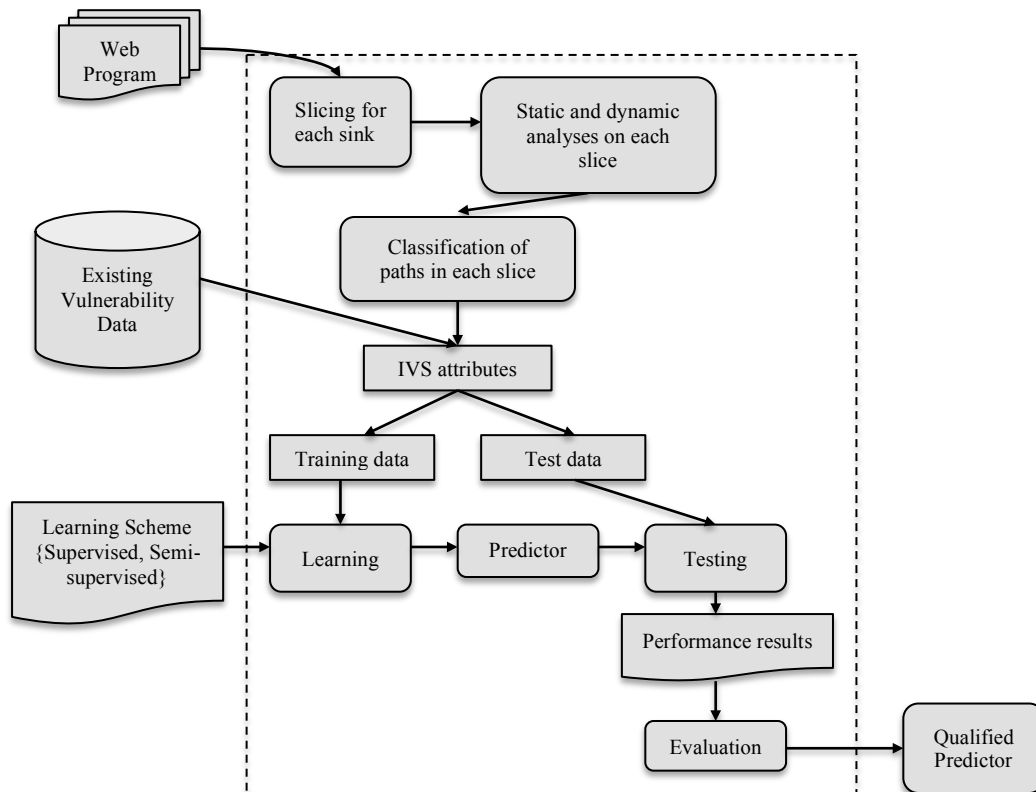 Web
Program
Slicing for
each sink
Static and dynamic
analyses on each
slice
Classification of
paths in each slice
Existing
Vulnerability
Data
IVS attributes
Training data
Test data
Learning Scheme
{Supervised, Semi-
supervised}
Learning
Predictor
Testing
Performance results
Evaluation
Qualified
Predictor